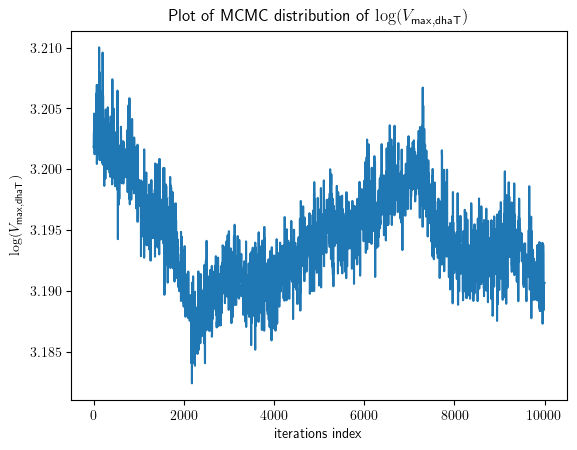 Plot of MCMC distribution of log(V_max,dhaT)
3.210
3.205
3.200
3.195
3.190
3.185
log(V_max,dhaT)
0 2000 4000 6000 8000 10000
iterations index